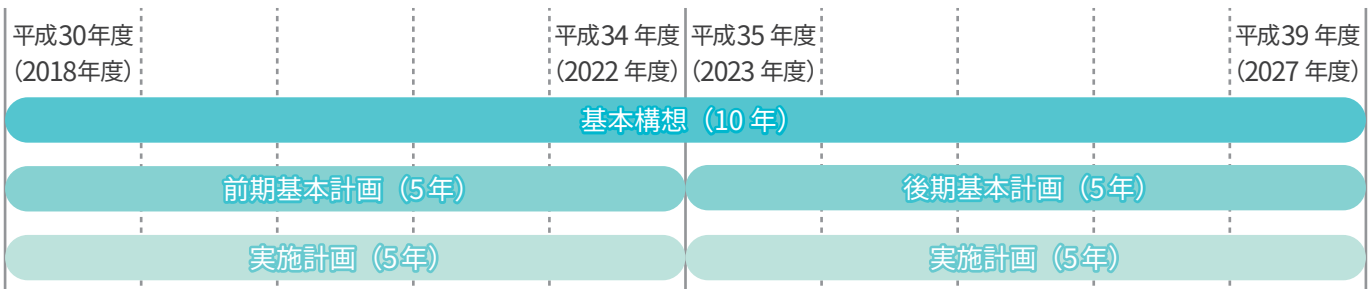 平成30年度
（2018年度）
平成34 年度
（2022 年度）
平成35 年度
（2023 年度）
平成39 年度
（2027 年度）
基本構想（10 年）
前期基本計画（5年）
後期基本計画（5年）
実施計画（5年）
実施計画（5年）